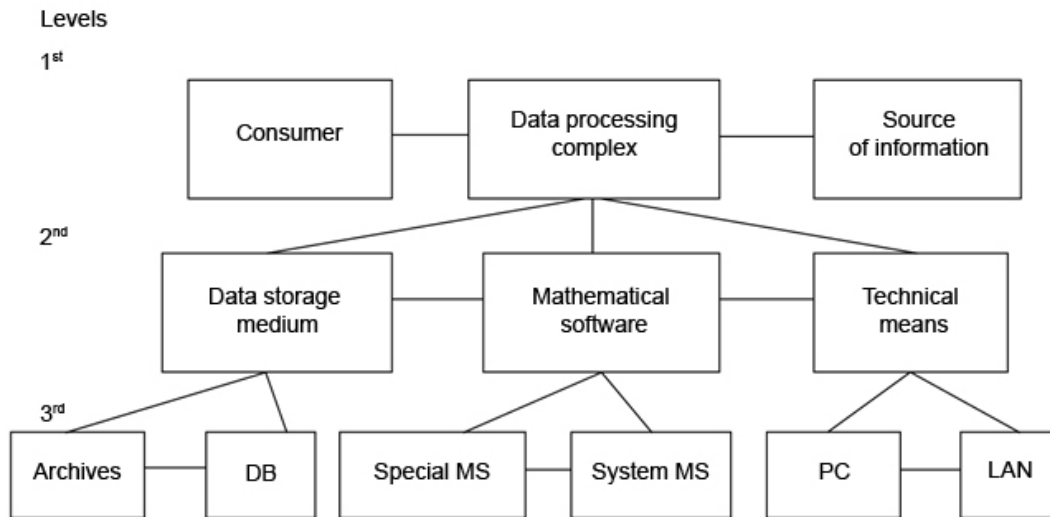 Levels
1st
Consumer
Data processing
complex
Source
of information
2nd
Data storage
medium
Mathematical
software
Technical
means
3rd
Archives
DB
Special MS
System MS
PC
LAN